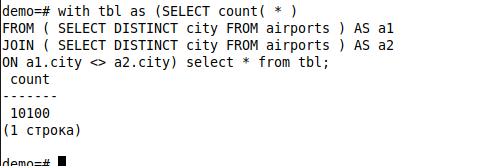 demo=# with tbl as (SELECT count( * )
FROM ( SELECT DISTINCT city FROM airports ) AS a1
JOIN ( SELECT DISTINCT city FROM airports ) AS a2
ON a1.city <> a2.city) select * from tbl;
 count
-------
 10100
(1 строка)

demo=#